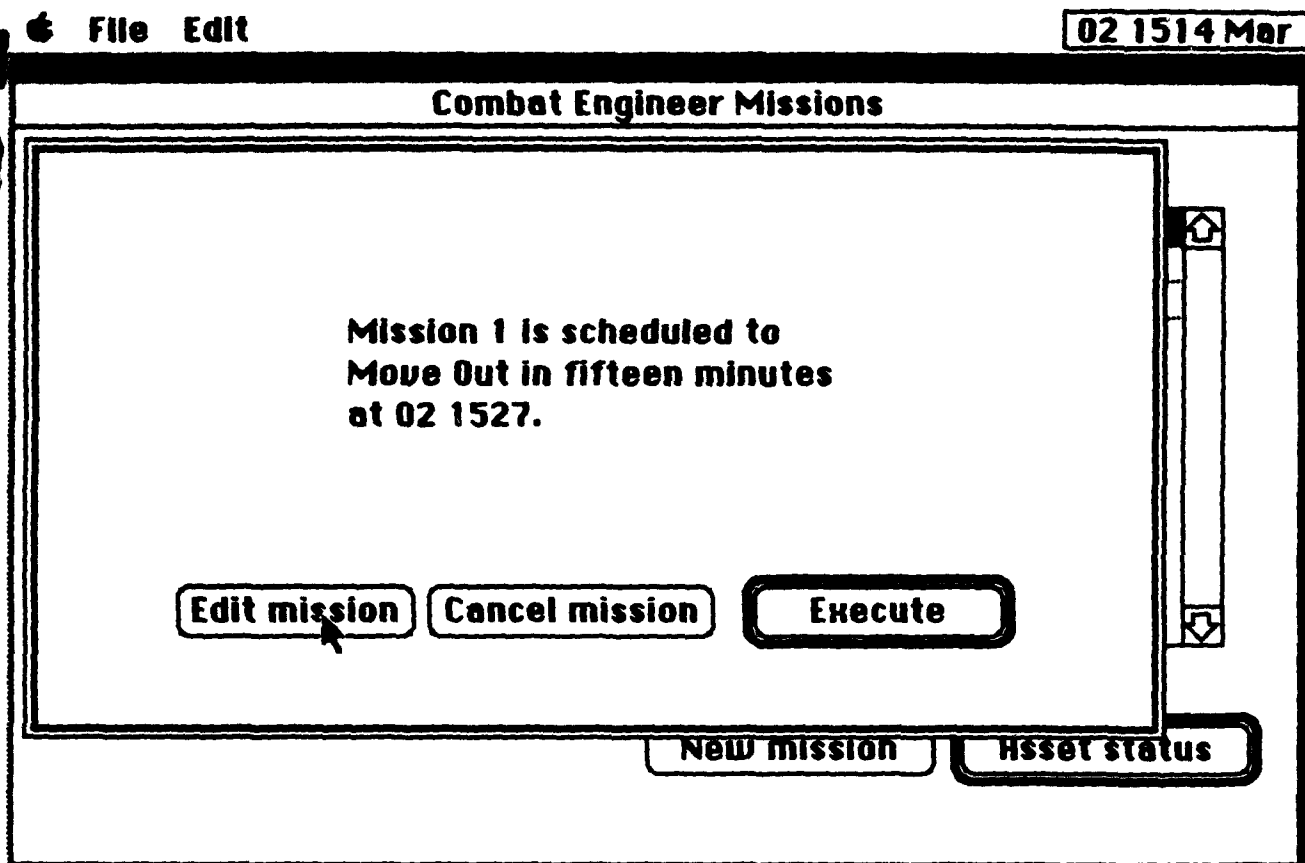 File Edit
02 1514 Mar
Combat Engineer Missions
Mission 1 is scheduled to
Move Out in fifteen minutes
at 02 1527.
Edit mission Cancel mission Execute
New mission Asset status